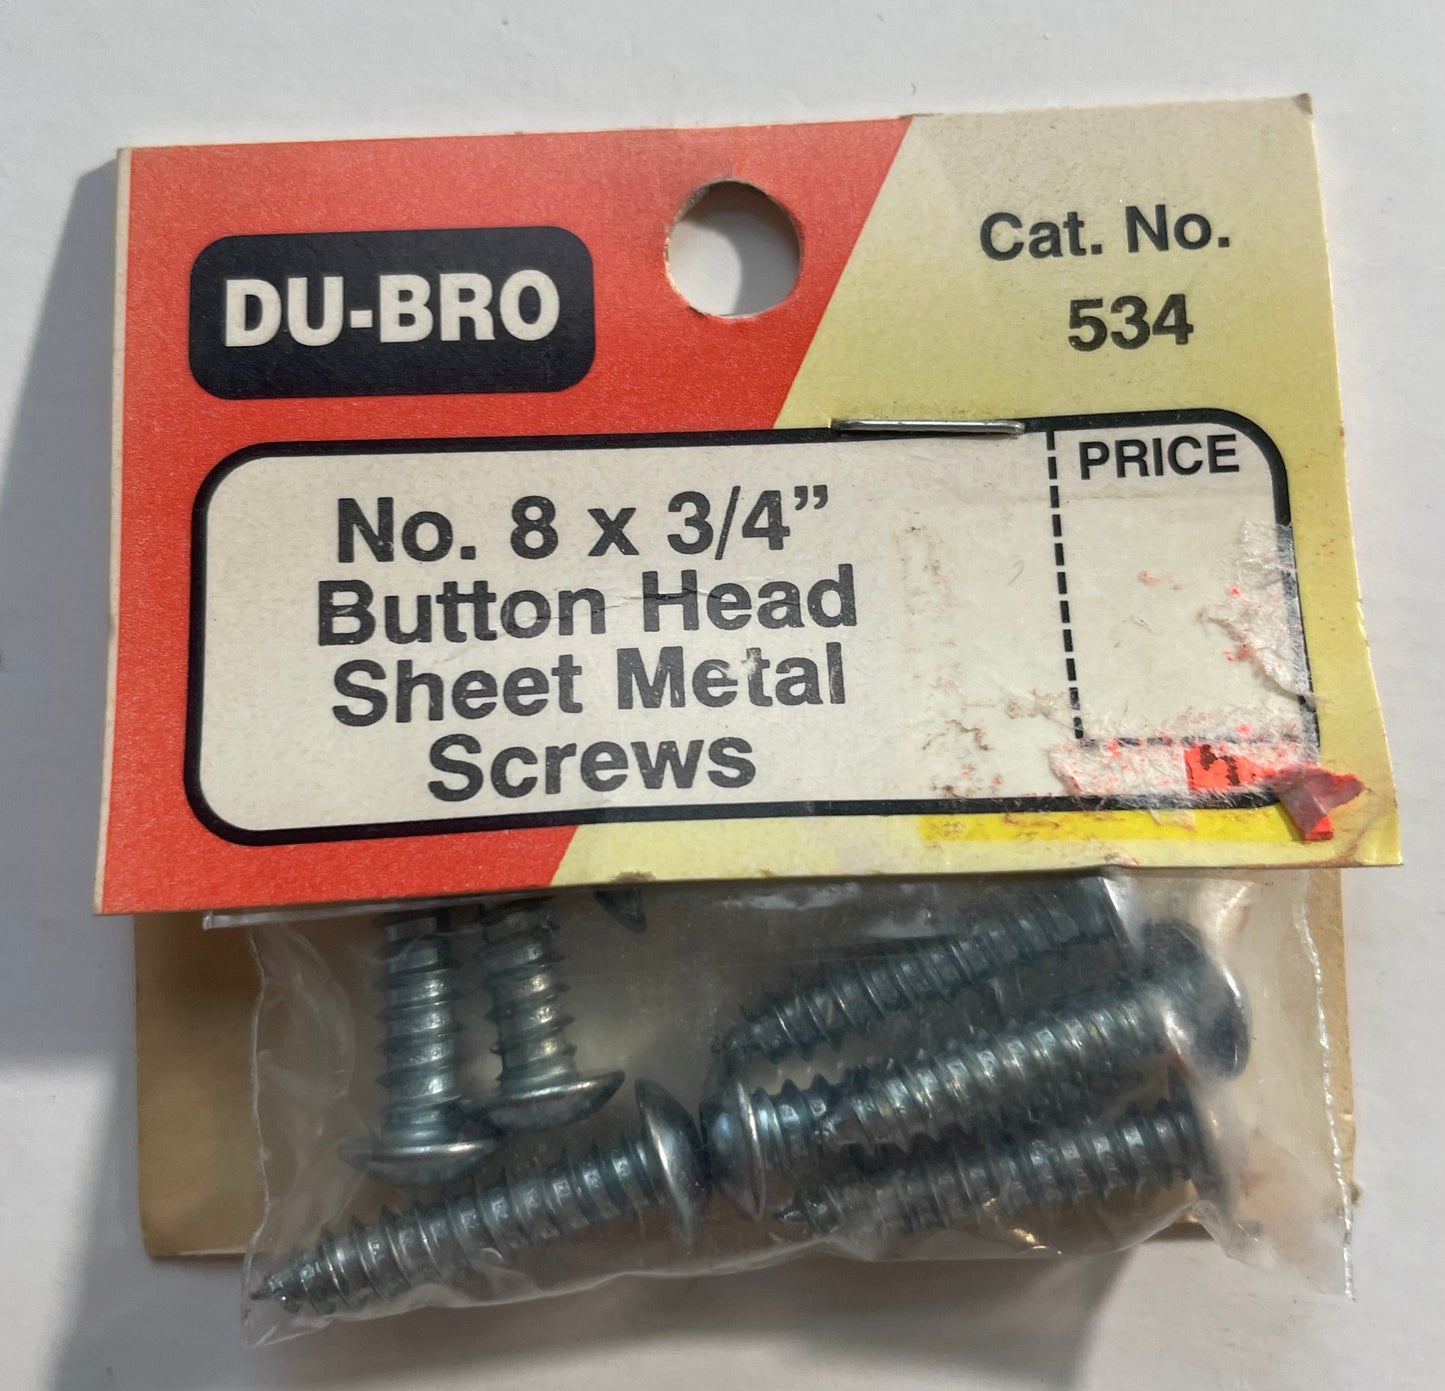 DU-BRO
Cat. No.
534
PRICE
No. 8 x 3/4”
Button Head
Sheet Metal
Screws